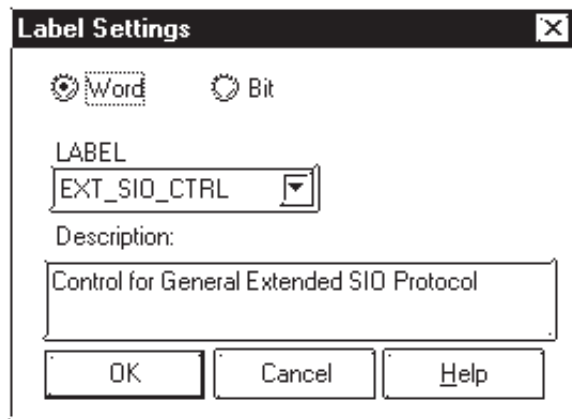 Label Settings
Word Bit
LABEL
EXT_SIO_CTRL
Description:
Control for General Extended SIO Protocol
OK Cancel Help